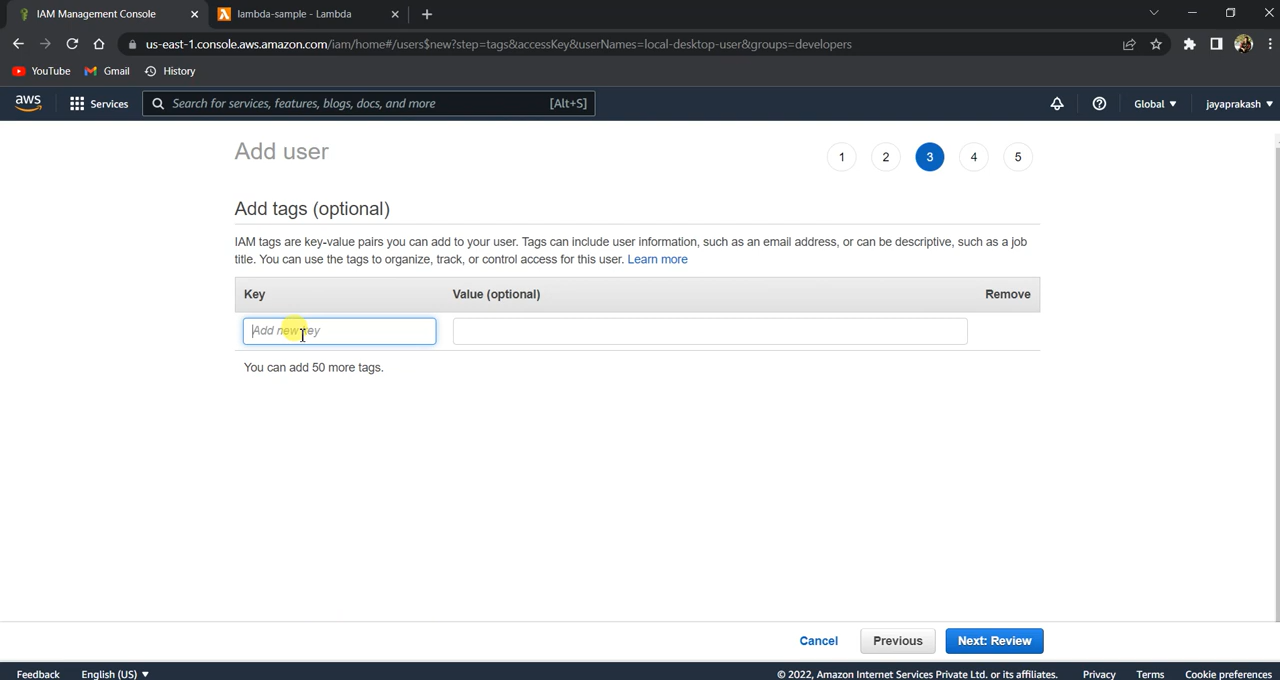 IAM Management Console
lambda-sample - Lambda
us-east-1.console.aws.amazon.com/iam/home#/users$new?step=tags&accessKey&userNames=local-desktop-user&groups=developers
YouTube Gmail History
aws Services Search for services, features, blogs, docs, and more [Alt+S] Global jayaprakash
Add user
1 2 3 4 5
Add tags (optional)
IAM tags are key-value pairs you can add to your user. Tags can include user information, such as an email address, or can be descriptive, such as a job
title. You can use the tags to organize, track, or control access for this user. Learn more
Key Value (optional) Remove
Add new key
You can add 50 more tags.
Cancel Previous Next: Review
Feedback English (US) © 2022, Amazon Internet Services Private Ltd. or its affiliates. Privacy Terms Cookie preferences